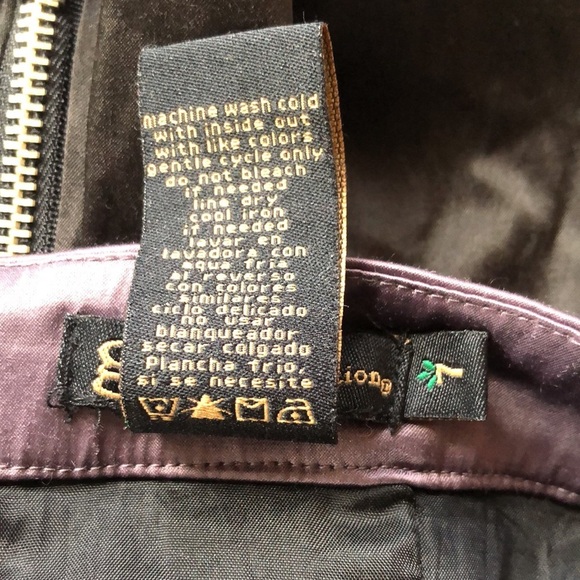 machine wash cold
with inside out
with like colors
gentle cycle only
do not bleach
if needed
line dry
cool iron
if needed
lavar en
lavadora con
aqua fria
al reverso
con colores
similares
ciclo delicado
no usar
blanqueador
secar colgado
Plancha frio,
si se necesite
ion®